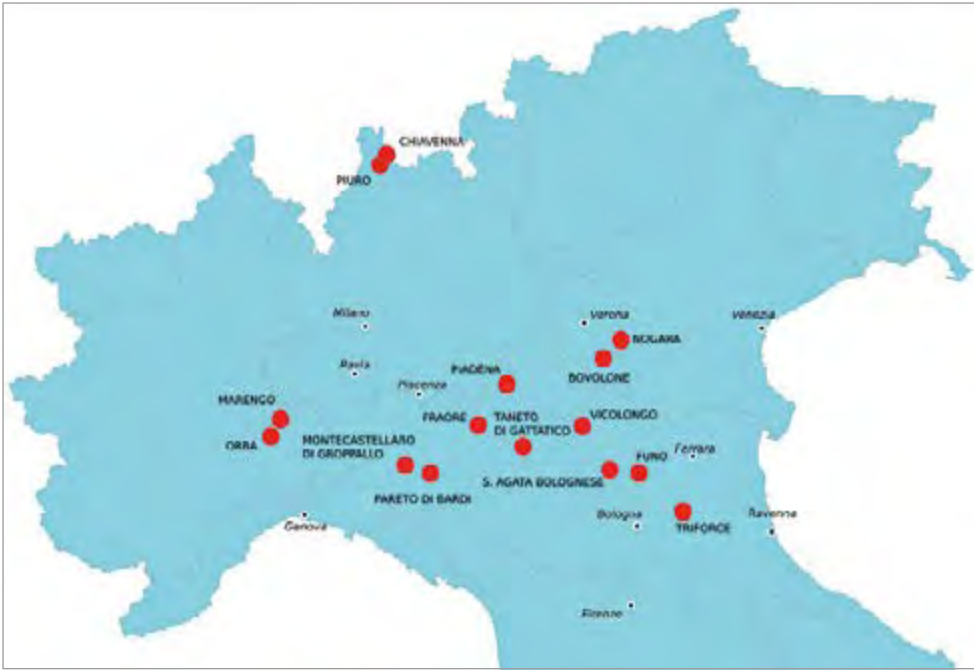 CHIAVENNA
PIURO
Milano
Verona
Venezia
NOGARA
Pavia
PIADENA
BOVOLONE
Piacenza
MARENGO
FRAORE
TANETO
DI GATTATICO
VICOLONGO
ORBA
MONTECASTELLARO
DI GROPPALLO
FUNO
Ferrara
PARETO DI BARDI
S. AGATA BOLOGNESE
Genova
Bologna
TRIFORCE
Ravenna
Firenze